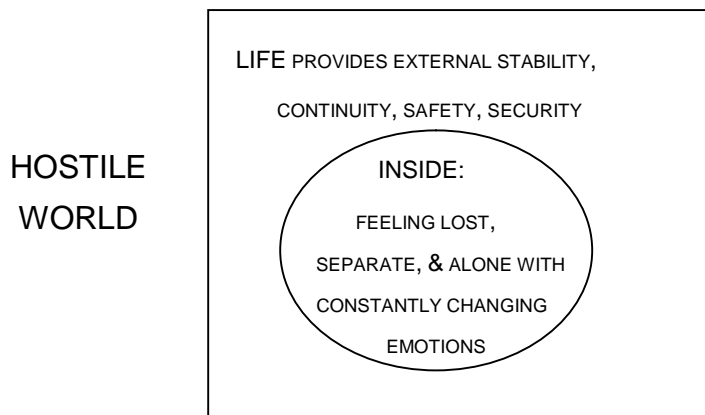 LIFE PROVIDES EXTERNAL STABILITY,
CONTINUITY, SAFETY, SECURITY
HOSTILE
WORLD
INSIDE:
FEELING LOST,
SEPARATE, & ALONE WITH
CONSTANTLY CHANGING
EMOTIONS